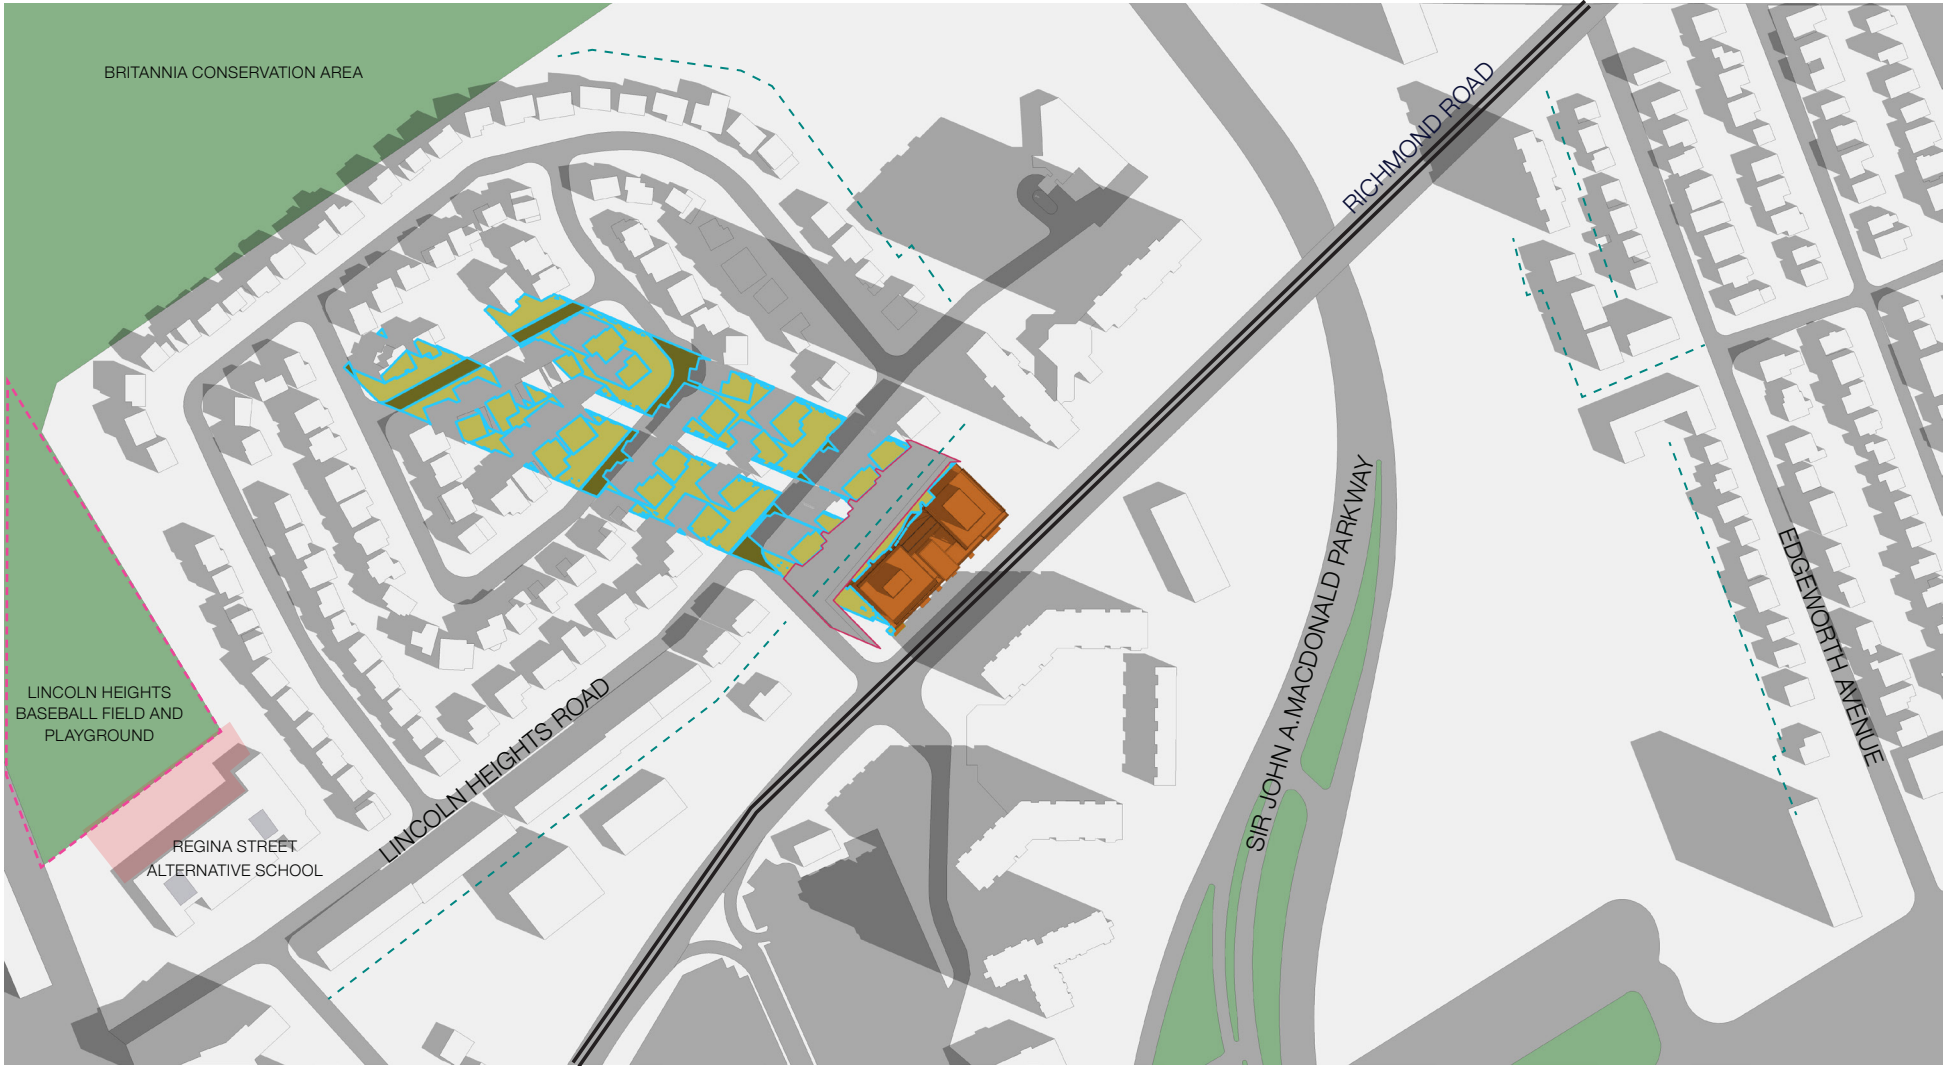 BRITANNIA CONSERVATION AREA
RICHMOND ROAD
SIR JOHN A.MACDONALD PARKWAY
EDGEWORTH AVENUE
LINCOLN HEIGHTS
BASEBALL FIELD AND
PLAYGROUND
LINCOLN HEIGHTS ROAD
REGINA STREET
ALTERNATIVE SCHOOL